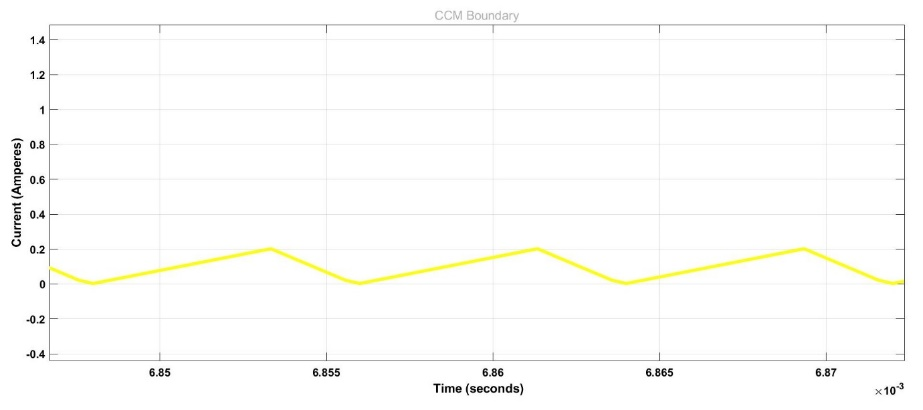 CCM Boundary
1.4
1.2
1
0.8
0.6
0.4
0.2
0
-0.2
-0.4
Current (Amperes)
6.85 6.855 6.86 6.865 6.87
Time (seconds)
×10⁻³